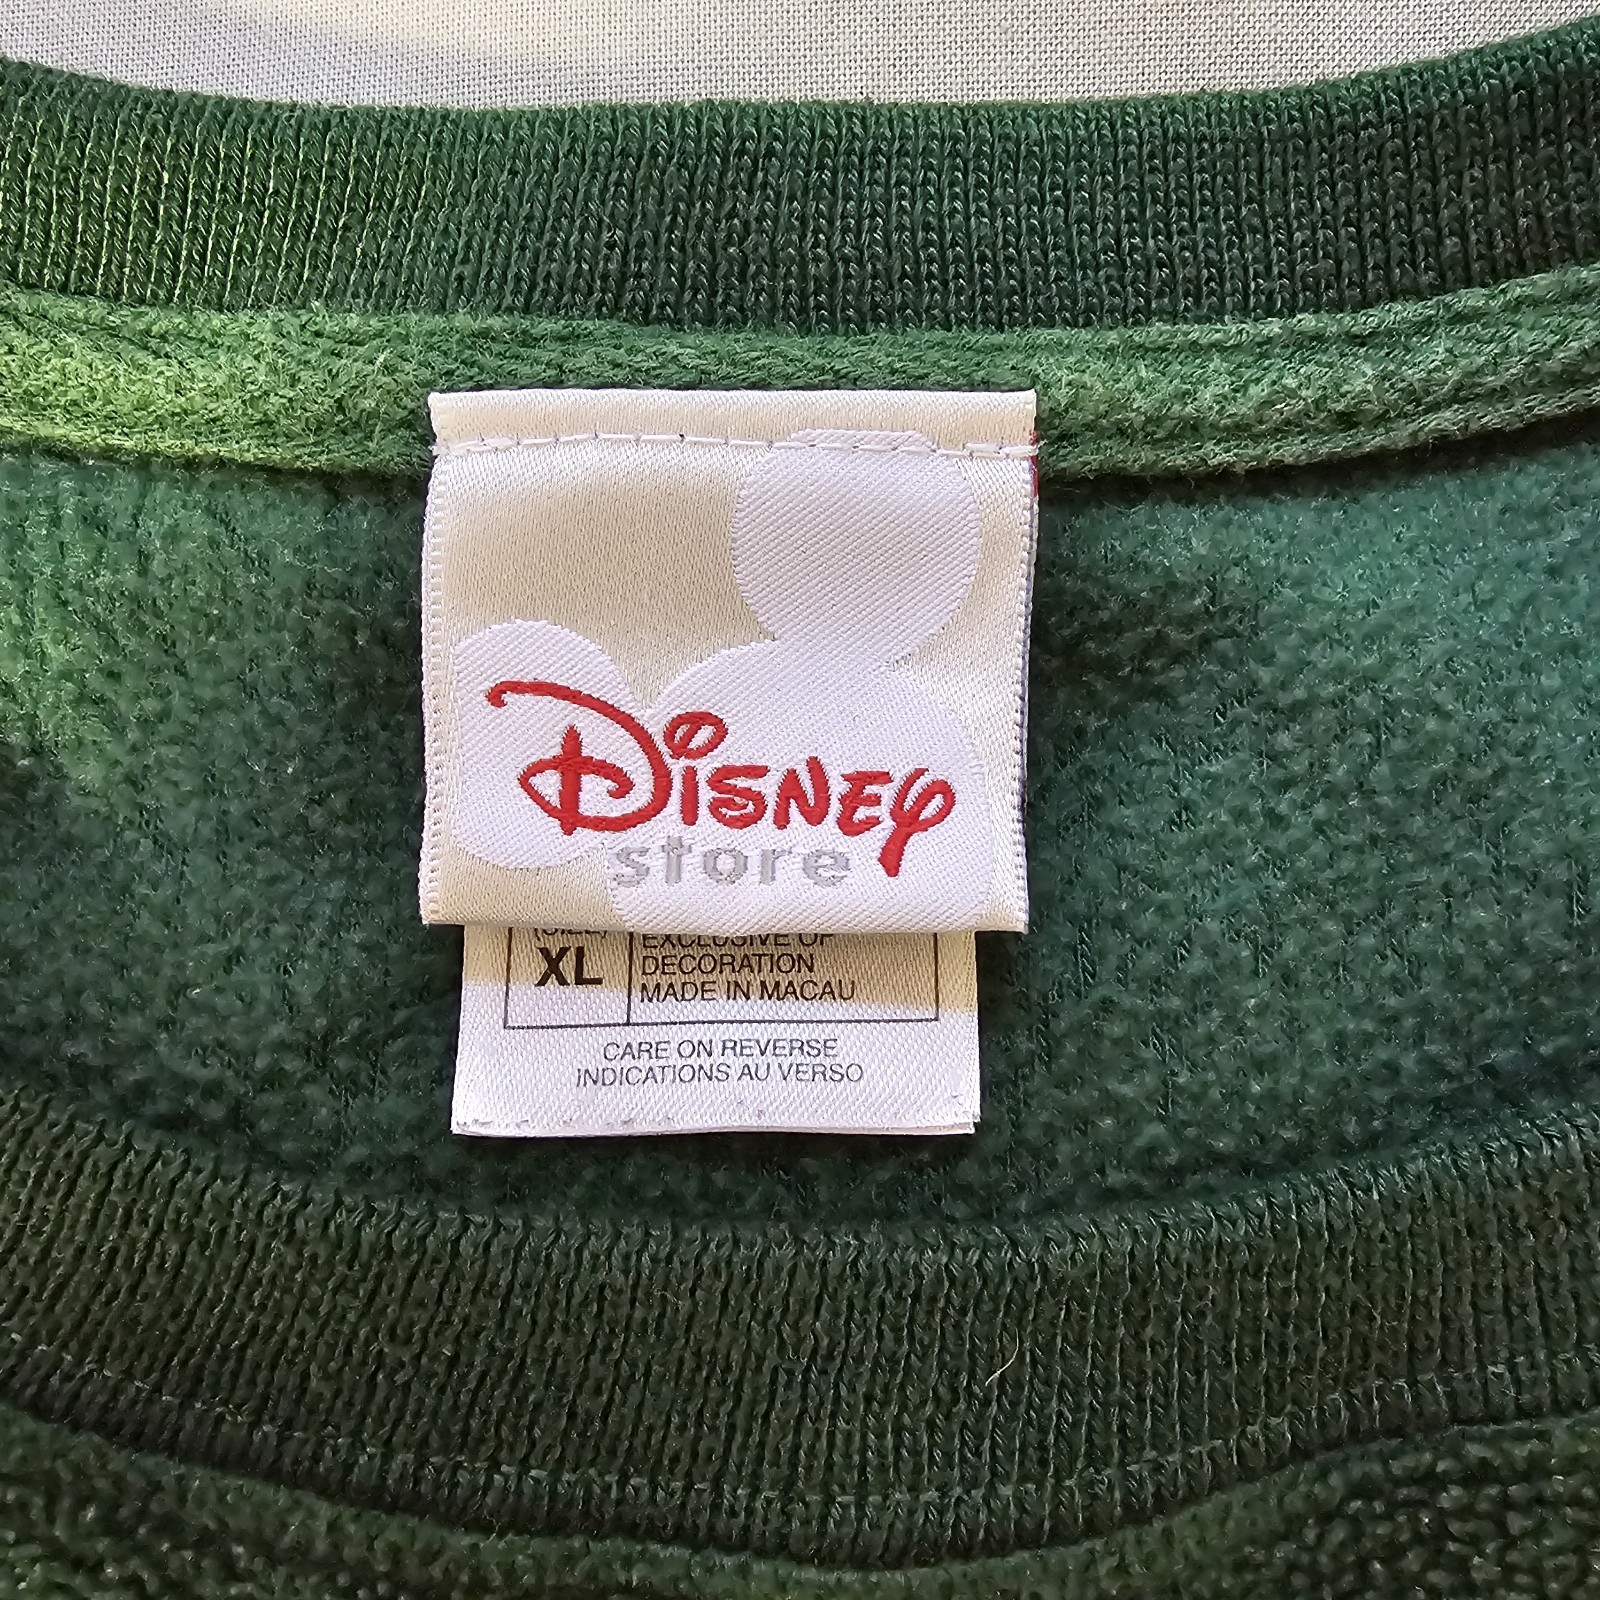 Disney
store
XL
EXCLUSIVE OF
DECORATION
MADE IN MACAU
CARE ON REVERSE
INDICATIONS AU VERSO